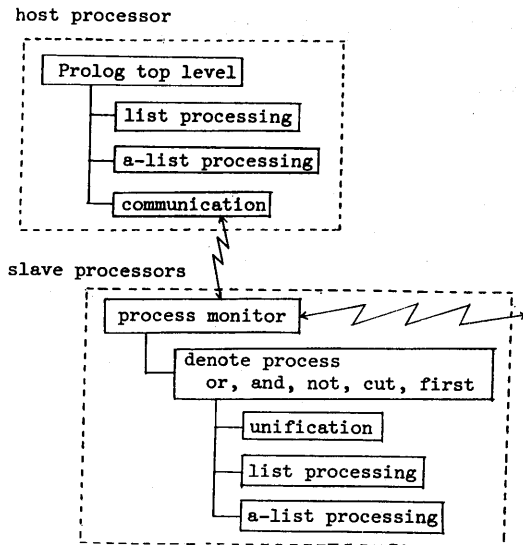 host processor
Prolog top level
list processing
a-list processing
communication
slave processors
process monitor
denote process
or, and, not, cut, first
unification
list processing
a-list processing